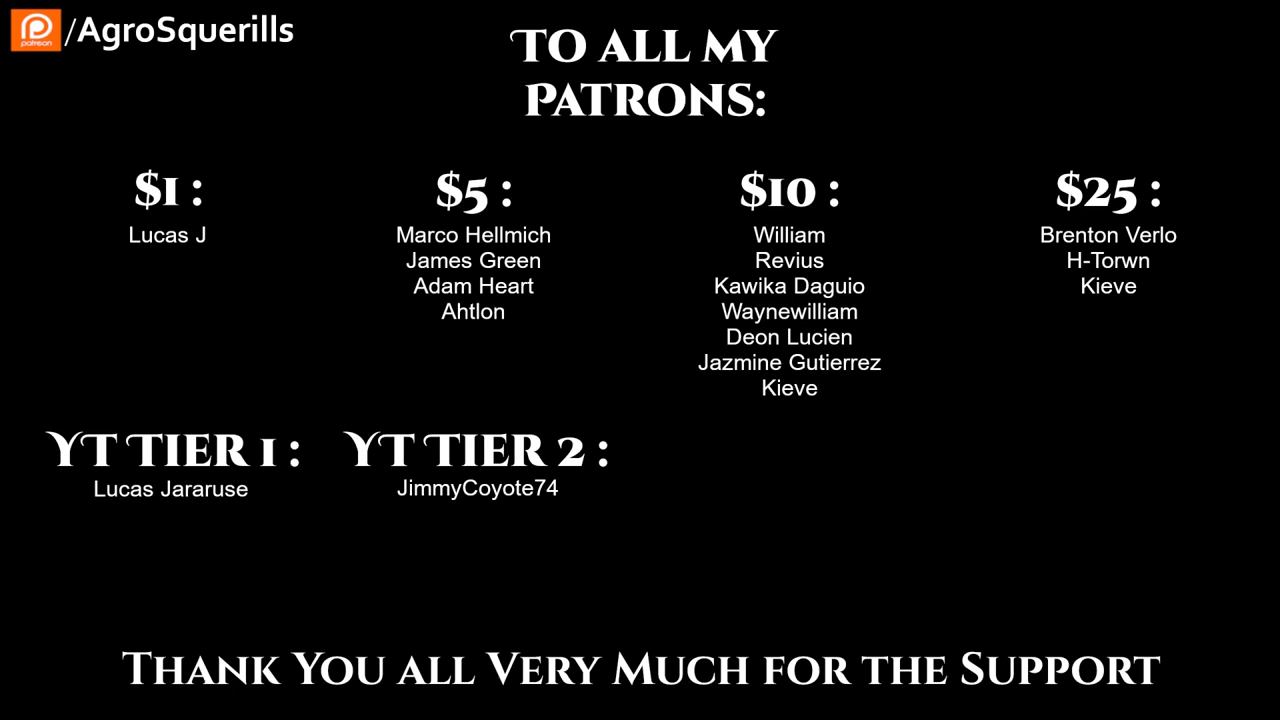 patreon
/AgroSquerills
To all my
Patrons:
$1 :
Lucas J
$5 :
Marco Hellmich
James Green
Adam Heart
Ahtlon
$10 :
William
Revius
Kawika Daguio
Waynewilliam
Deon Lucien
Jazmine Gutierrez
Kieve
$25 :
Brenton Verlo
H-Torwn
Kieve
YT Tier 1 :
Lucas Jararuse
YT Tier 2 :
JimmyCoyote74
Thank You all Very Much for the Support